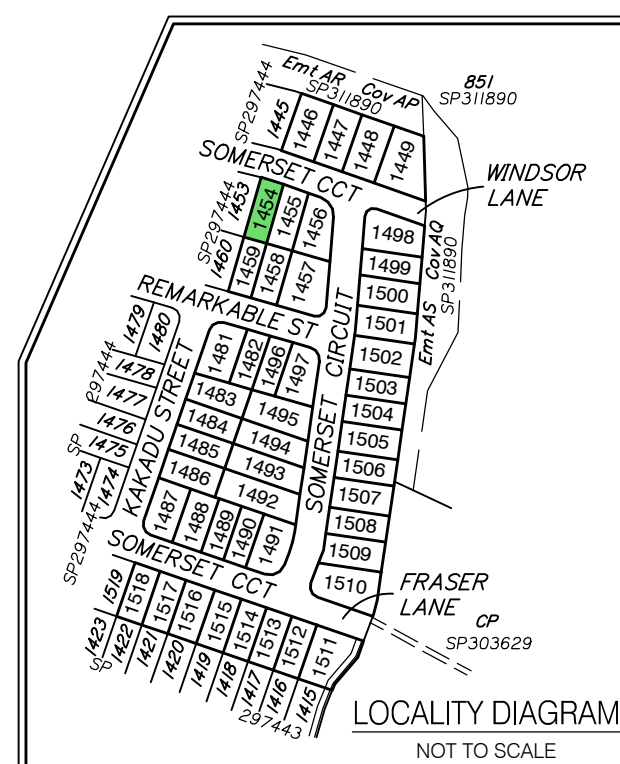 Emt AR
Cov AP
SP311890
851
SP311890
SP297444
1445
1446
1447
1448
1449
SOMERSET CCT
WINDSOR
LANE
SP297444
1453
1454
1455
1456
1460
1459
1458
1457
REMARKABLE ST
1498
1499
1500
1501
1502
1503
1504
1505
1506
1507
1508
1509
1510
Emt AS
Cov AQ
SP311890
SOMERSET CIRCUIT
1479
1480
1478
1477
1476
1475
1473
1474
SP
297444
SP297444
KAKADU STREET
1481
1482
1496
1497
1483
1495
1484
1494
1485
1493
1486
1492
1487
1488
1489
1490
1491
SOMERSET CCT
FRASER
LANE
CP
SP303629
1519
1518
1517
1516
1515
1514
1513
1512
1511
1423
1422
1421
1420
1419
1418
1417
1416
1415
SP
297443
LOCALITY DIAGRAM
NOT TO SCALE